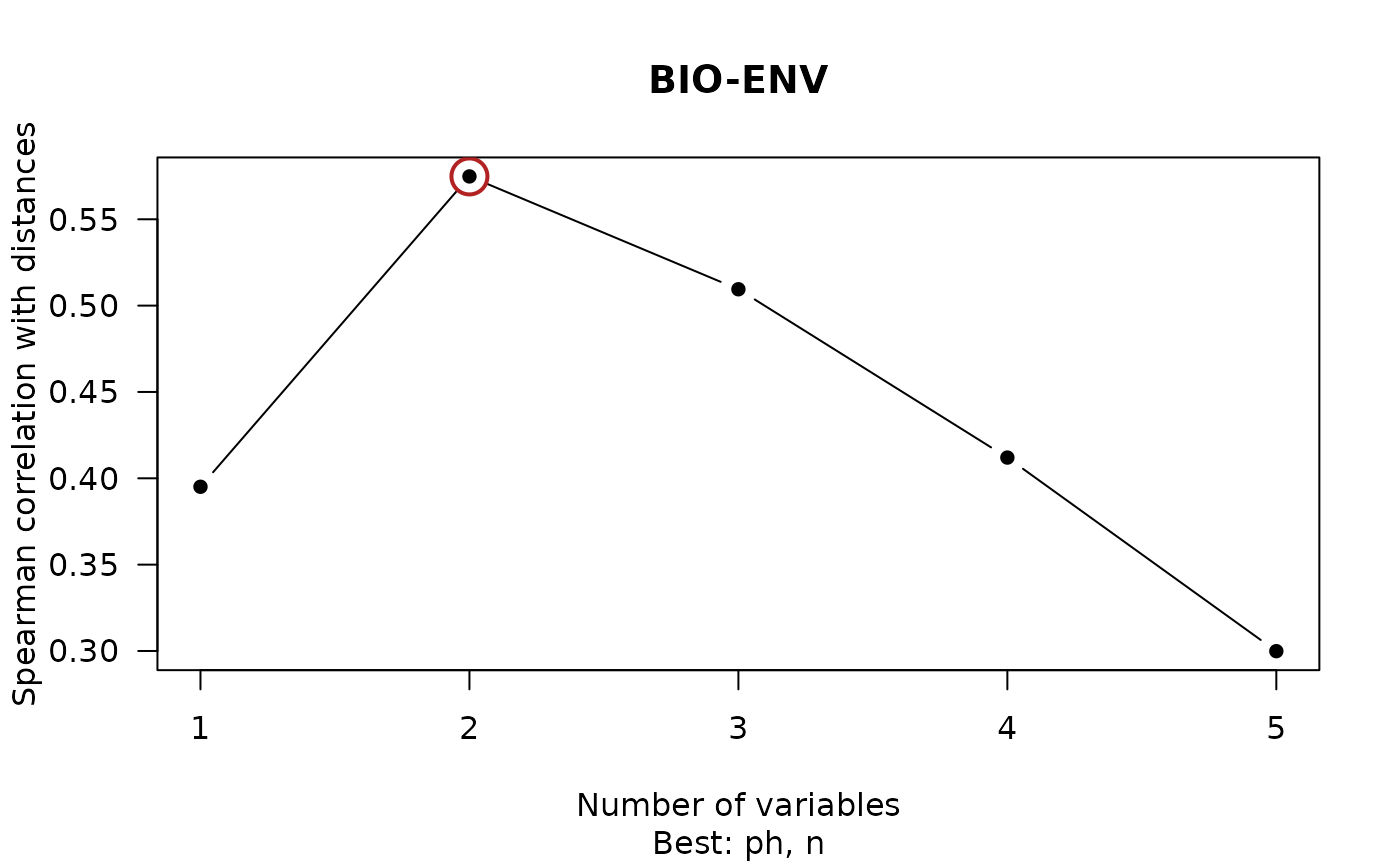 BIO-ENV
Spearman correlation with distances
0.55
0.50
0.45
0.40
0.35
0.30
1 2 3 4 5
Number of variables
Best: ph, n